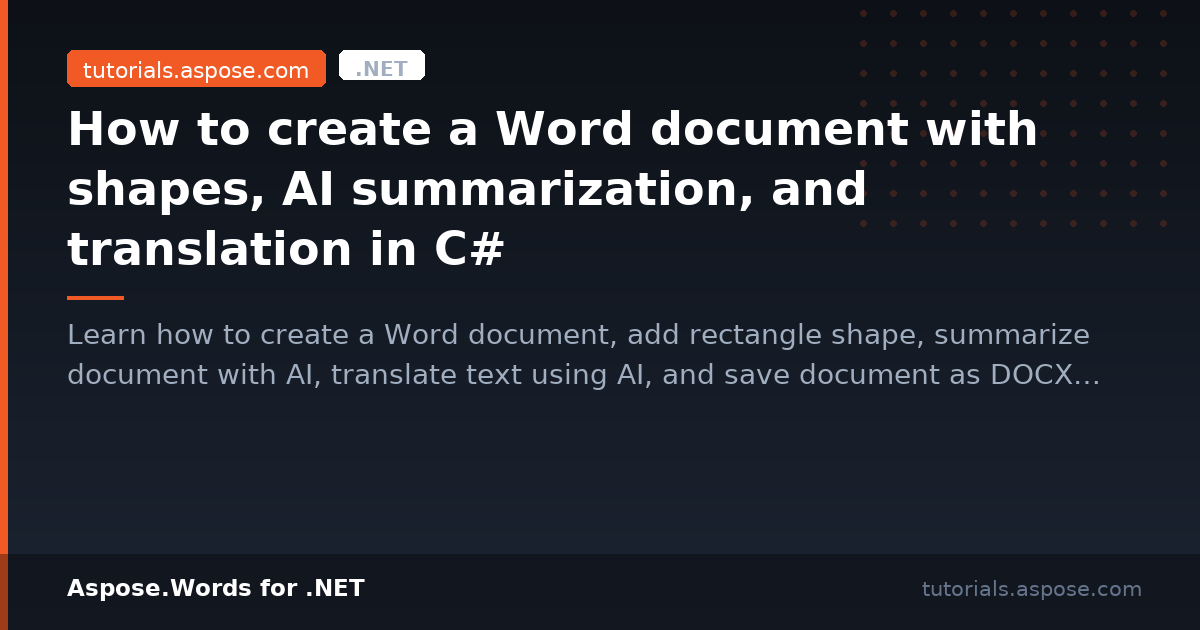 tutorials.aspose.com
.NET
How to create a Word document with
shapes, AI summarization, and
translation in C#
Learn how to create a Word document, add rectangle shape, summarize
document with AI, translate text using AI, and save document as DOCX...
Aspose.Words for .NET
tutorials.aspose.com